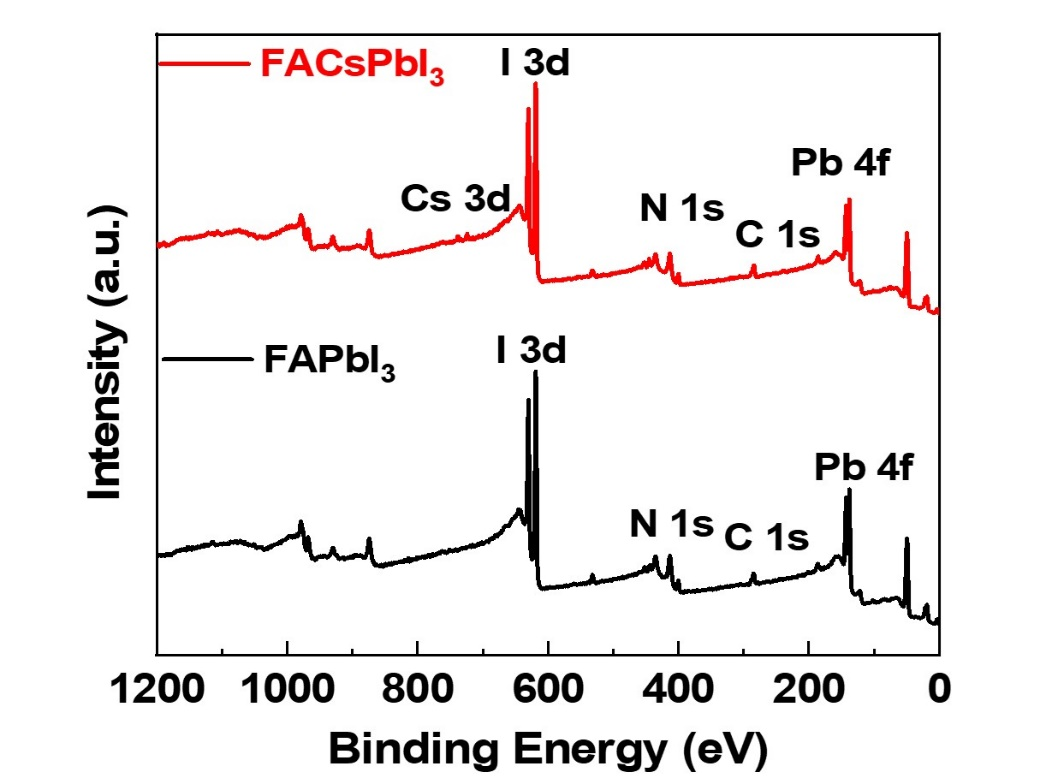 FACsPbI₃
I 3d
Pb 4f
Cs 3d
N 1s
C 1s
FAPbI₃
I 3d
Pb 4f
N 1s
C 1s
Intensity (a.u.)
1200 1000 800 600 400 200 0
Binding Energy (eV)